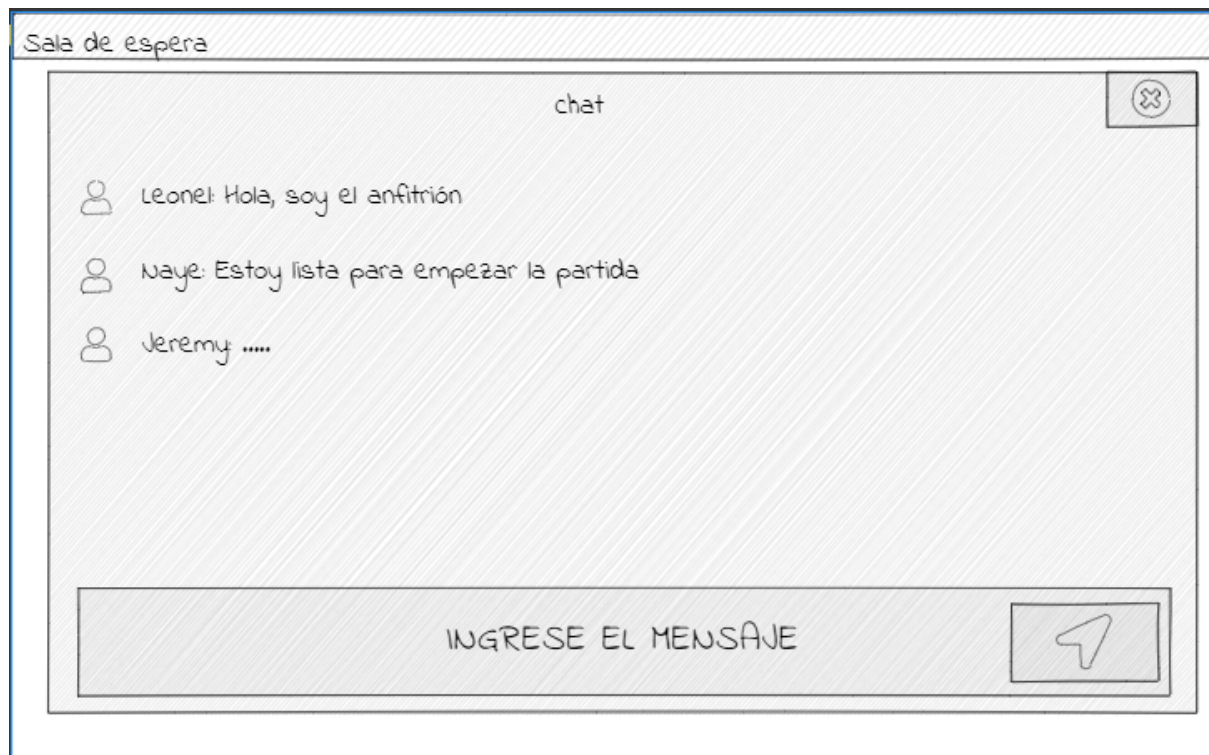 Sala de espera
chat
Leonel: Hola, soy el anfitrión
Naye: Estoy lista para empezar la partida
Jeremy: .....
INGRESE EL MENSAJE